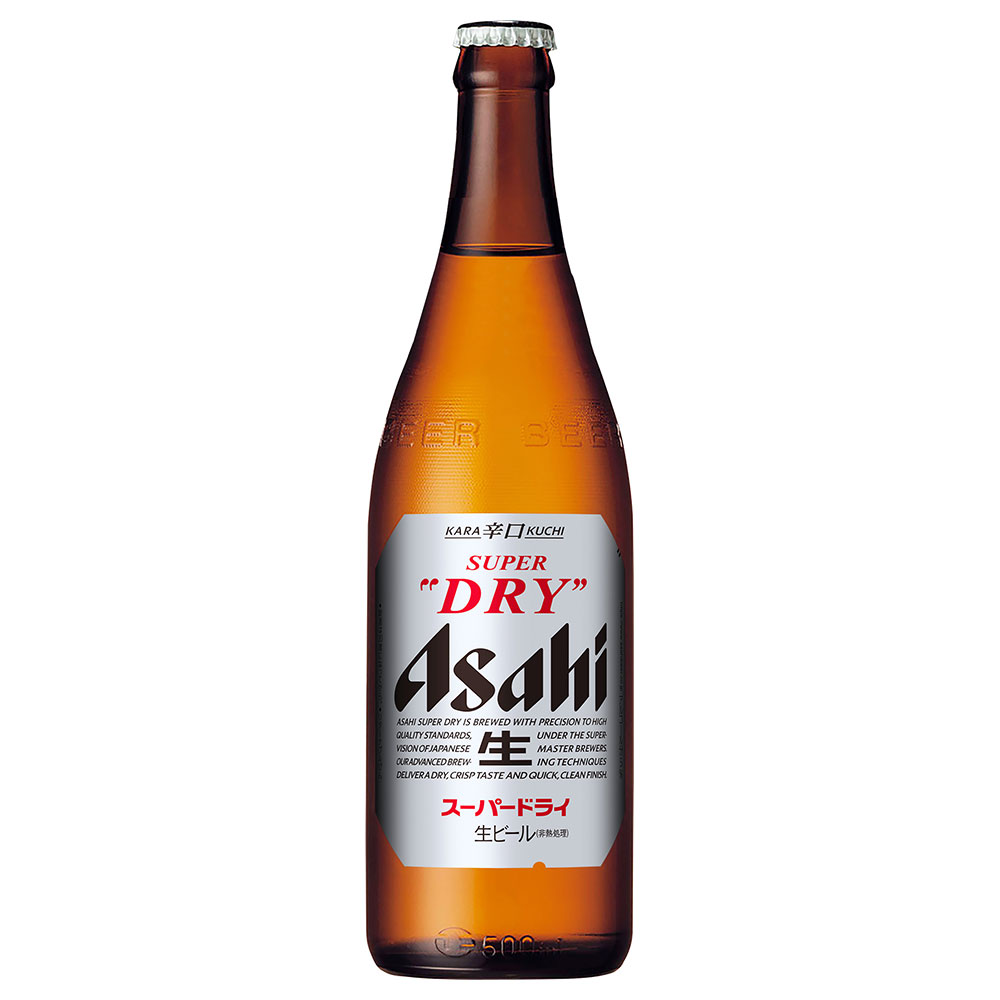 BEER BEER
KARA 辛口 KUCHI
SUPER
"DRY"
Asahi
ASAHI SUPER DRY IS BREWED WITH PRECISION TO HIGH
QUALITY STANDARDS, UNDER THE SUPER-
VISION OF JAPANESE MASTER BREWERS.
OUR ADVANCED BREW- ING TECHNIQUES
生
DELIVER A DRY, CRISP TASTE AND QUICK, CLEAN FINISH.
スーパードライ
生ビール(非熱処理)
500